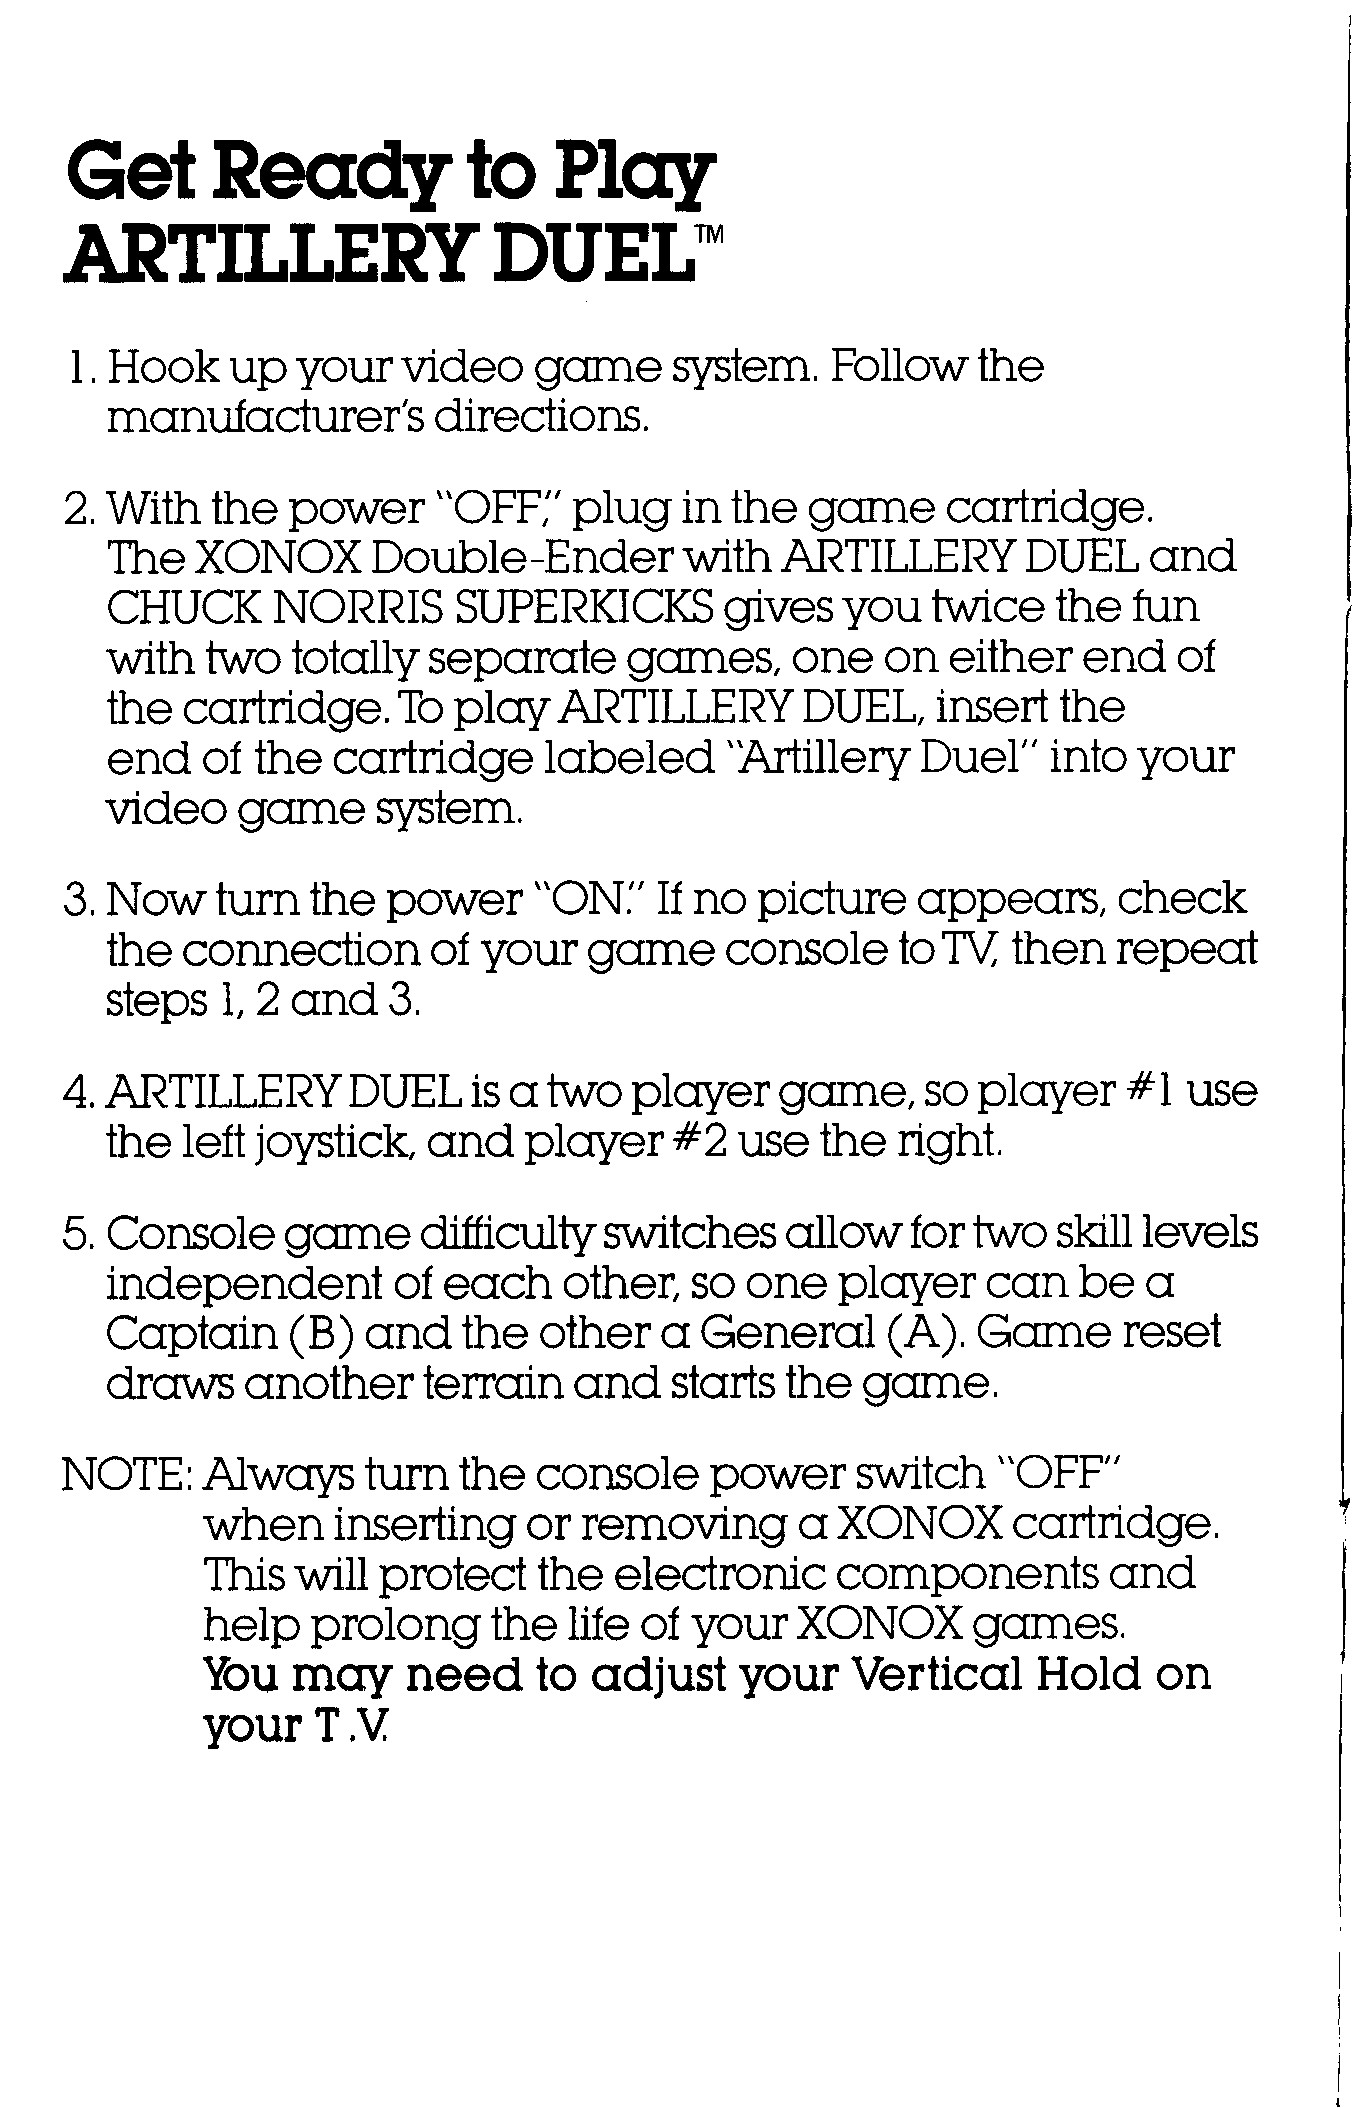 Get Ready to Play
ARTILLERY DUEL™
1. Hook up your video game system. Follow the
manufacturer's directions.
2. With the power "OFF," plug in the game cartridge.
The XONOX Double-Ender with ARTILLERY DUEL and
CHUCK NORRIS SUPERKICKS gives you twice the fun
with two totally separate games, one on either end of
the cartridge. To play ARTILLERY DUEL, insert the
end of the cartridge labeled "Artillery Duel" into your
video game system.
3. Now turn the power "ON." If no picture appears, check
the connection of your game console to TV, then repeat
steps 1, 2 and 3.
4. ARTILLERY DUEL is a two player game, so player #1 use
the left joystick, and player #2 use the right.
5. Console game difficulty switches allow for two skill levels
independent of each other, so one player can be a
Captain (B) and the other a General (A). Game reset
draws another terrain and starts the game.
NOTE: Always turn the console power switch "OFF"
when inserting or removing a XONOX cartridge.
This will protect the electronic components and
help prolong the life of your XONOX games.
You may need to adjust your Vertical Hold on
your T.V.